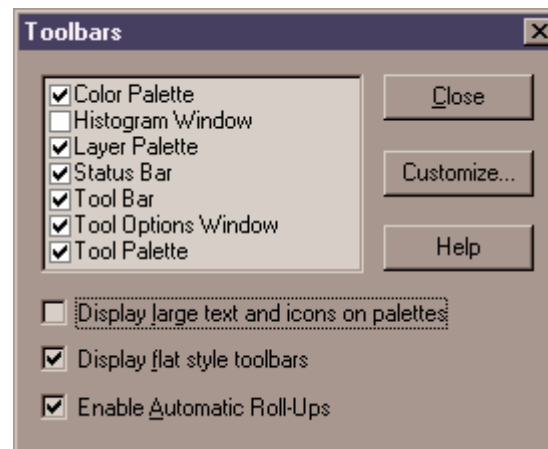 Toolbars
Color Palette
Histogram Window
Layer Palette
Status Bar
Tool Bar
Tool Options Window
Tool Palette
Close
Customize...
Help
Display large text and icons on palettes
Display flat style toolbars
Enable Automatic Roll-Ups